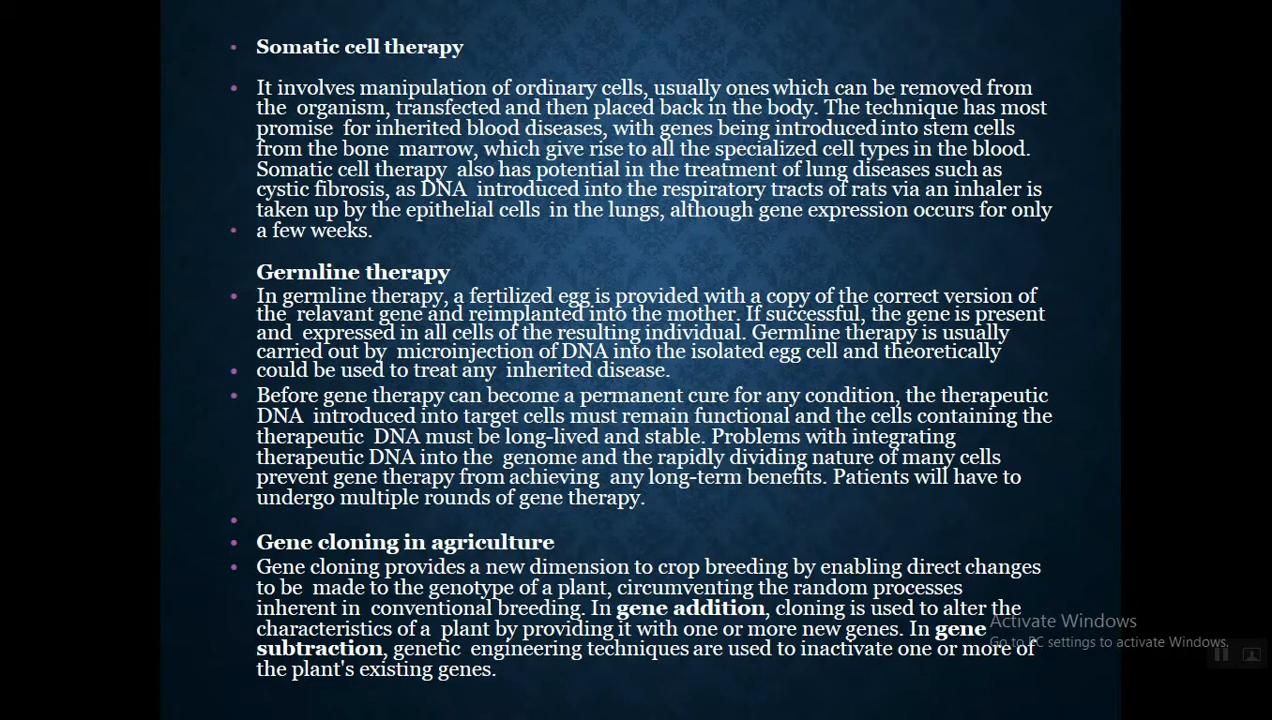 Somatic cell therapy
It involves manipulation of ordinary cells, usually ones which can be removed from
the organism, transfected and then placed back in the body. The technique has most
promise for inherited blood diseases, with genes being introduced into stem cells
from the bone marrow, which give rise to all the specialized cell types in the blood.
Somatic cell therapy also has potential in the treatment of lung diseases such as
cystic fibrosis, as DNA introduced into the respiratory tracts of rats via an inhaler is
taken up by the epithelial cells in the lungs, although gene expression occurs for only
a few weeks.
Germline therapy
In germline therapy, a fertilized egg is provided with a copy of the correct version of
the relavant gene and reimplanted into the mother. If successful, the gene is present
and expressed in all cells of the resulting individual. Germline therapy is usually
carried out by microinjection of DNA into the isolated egg cell and theoretically
could be used to treat any inherited disease.
Before gene therapy can become a permanent cure for any condition, the therapeutic
DNA introduced into target cells must remain functional and the cells containing the
therapeutic DNA must be long-lived and stable. Problems with integrating
therapeutic DNA into the genome and the rapidly dividing nature of many cells
prevent gene therapy from achieving any long-term benefits. Patients will have to
undergo multiple rounds of gene therapy.
Gene cloning in agriculture
Gene cloning provides a new dimension to crop breeding by enabling direct changes
to be made to the genotype of a plant, circumventing the random processes
inherent in conventional breeding. In gene addition, cloning is used to alter the
characteristics of a plant by providing it with one or more new genes. In gene
subtraction, genetic engineering techniques are used to inactivate one or more of
the plant's existing genes.
Activate Windows
Go to PC settings to activate Windows.